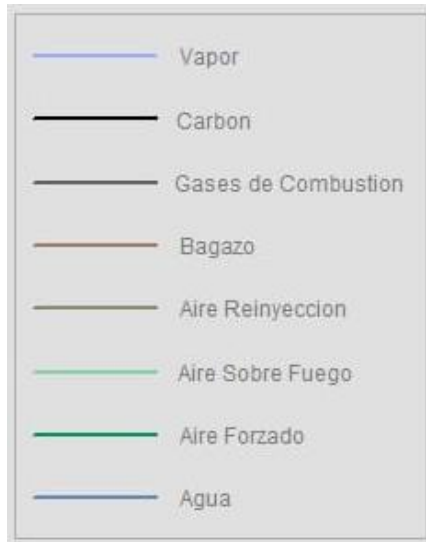 Vapor
Carbon
Gases de Combustion
Bagazo
Aire Reinyeccion
Aire Sobre Fuego
Aire Forzado
Agua